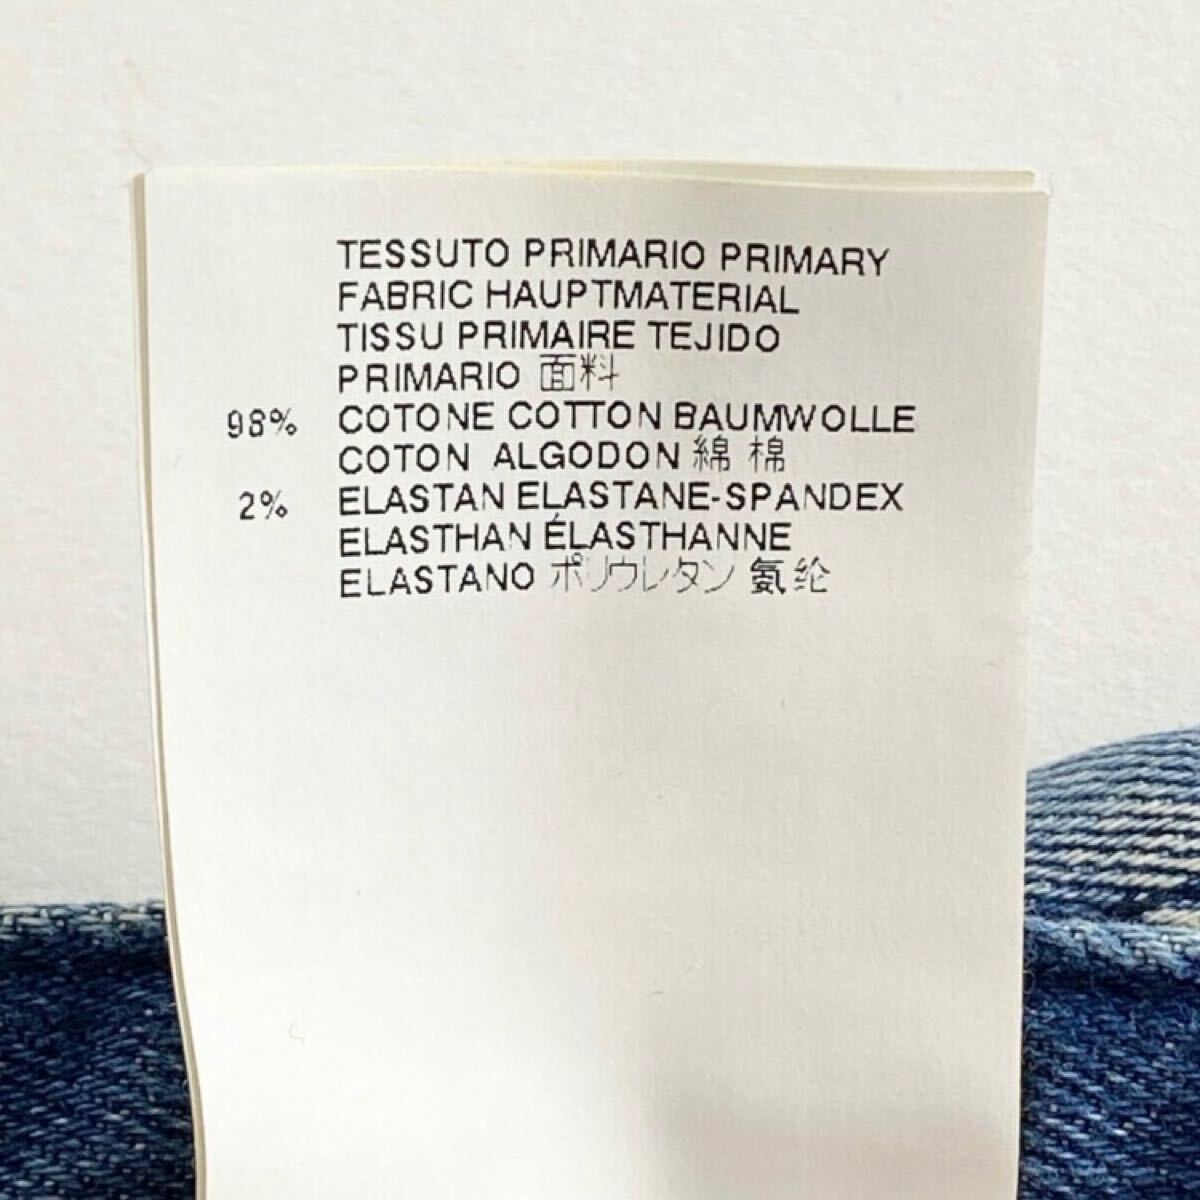 TESSUTO PRIMARIO PRIMARY
FABRIC HAUPTMATERIAL
TISSU PRIMAIRE TEJIDO
PRIMARIO 面料
98% COTONE COTTON BAUMWOLLE
COTON ALGODON 綿 棉
2% ELASTAN ELASTANE-SPANDEX
ELASTHAN ÉLASTHANNE
ELASTANO ポリウレタン 氨纶